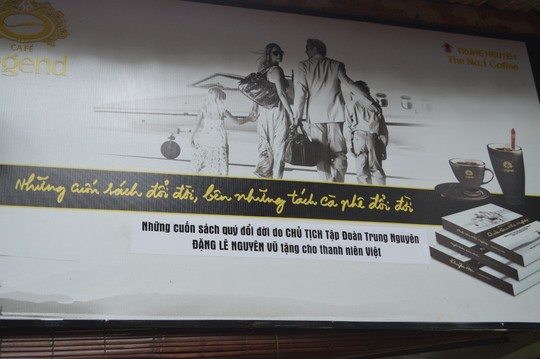 CAFÉ
Legend
TRUNG NGUYEN
The No.1 Coffee
Những cuốn sách đổi đời, bên những tách cà phê đổi đời
Những cuốn sách quý đổi đời do CHỦ TỊCH Tập Đoàn Trung Nguyên
ĐẶNG LÊ NGUYÊN VŨ tặng cho thanh niên Việt